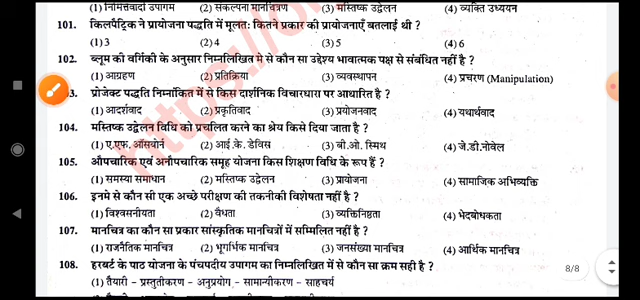 (1) निमित्तवादी उपागम (2) संकल्पना मानचित्रण (3) मस्तिष्क उद्वेलन (4) व्यक्ति उध्ययन
101. किलपैट्रिक ने प्रायोजना पद्धति में मूलतः कितने प्रकार की प्रायोजनाएँ बतलाई थी ?
(1) 3 (2) 4 (3) 5 (4) 6
102. ब्लूम की वर्गिकी के अनुसार निम्नलिखित मे से कौन सा उद्देश्य भावात्मक पक्ष से संबंधित नहीं है ?
(1) आग्रहण (2) प्रतिक्रिया (3) व्यवस्थापन (4) प्रचरण (Manipulation)
3. प्रोजेक्ट पद्धति निम्नांकित में से किस दार्शनिक विचारधारा पर आधारित है ?
(1) आदर्शवाद (2) प्रकृतिवाद (3) प्रयोजनवाद (4) यथार्थवाद
104. मस्तिष्क उद्वेलन विधि को प्रचलित करने का श्रेय किसे दिया जाता है ?
(1) ए.एफ. ऑसबोर्न (2) आई.के. डेविस (3) बी.ओ. स्मिथ (4) जे.डी.नोवेल
105. औपचारिक एवं अनौपचारिक समूह योजना किस शिक्षण विधि के रूप हैं ?
(1) समस्या समाधान (2) मस्तिष्क उद्वेलन (3) प्रायोजना (4) सामाजिक अभिव्यक्ति
106. इनमे से कौन सी एक अच्छे परीक्षण की तकनीकी विशेषता नहीं है ?
(1) विश्वसनीयता (2) वैधता (3) व्यक्तिनिष्ठता (4) भेदबोधकता
107. मानचित्र का कौन सा प्रकार सांस्कृतिक मानचित्रों में सम्मिलित नहीं है ?
(1) राजनैतिक मानचित्र (2) भूगर्भिक मानचित्र (3) जनसंख्या मानचित्र (4) आर्थिक मानचित्र
108. हरबर्ट के पाठ योजना के पंचपदीय उपागम का निम्नलिखित में से कौन सा क्रम सही है ?
8/8
(1) तैयारी - प्रस्तुतीकरण - अनुप्रयोग - सामान्यीकरण - साहचर्य
https://